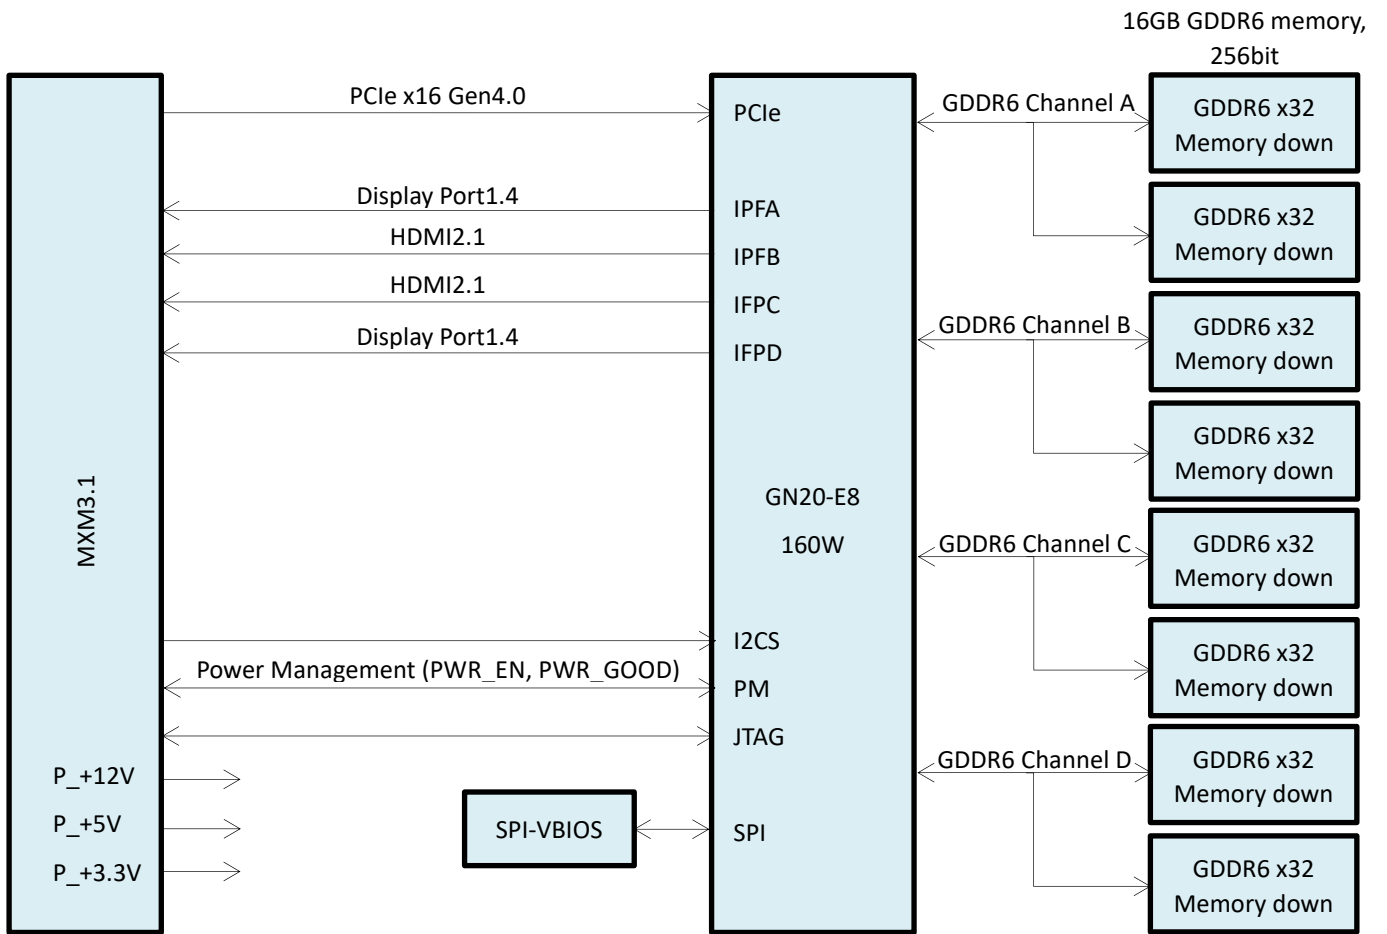 16GB GDDR6 memory,
256bit
MXM3.1
PCIe x16 Gen4.0
Display Port1.4
HDMI2.1
HDMI2.1
Display Port1.4
Power Management (PWR_EN, PWR_GOOD)
P_+12V
P_+5V
P_+3.3V
SPI-VBIOS
PCIe
IPFA
IPFB
IFPC
IFPD
GN20-E8
160W
I2CS
PM
JTAG
SPI
GDDR6 Channel A
GDDR6 x32
Memory down
GDDR6 x32
Memory down
GDDR6 Channel B
GDDR6 x32
Memory down
GDDR6 x32
Memory down
GDDR6 Channel C
GDDR6 x32
Memory down
GDDR6 x32
Memory down
GDDR6 Channel D
GDDR6 x32
Memory down
GDDR6 x32
Memory down